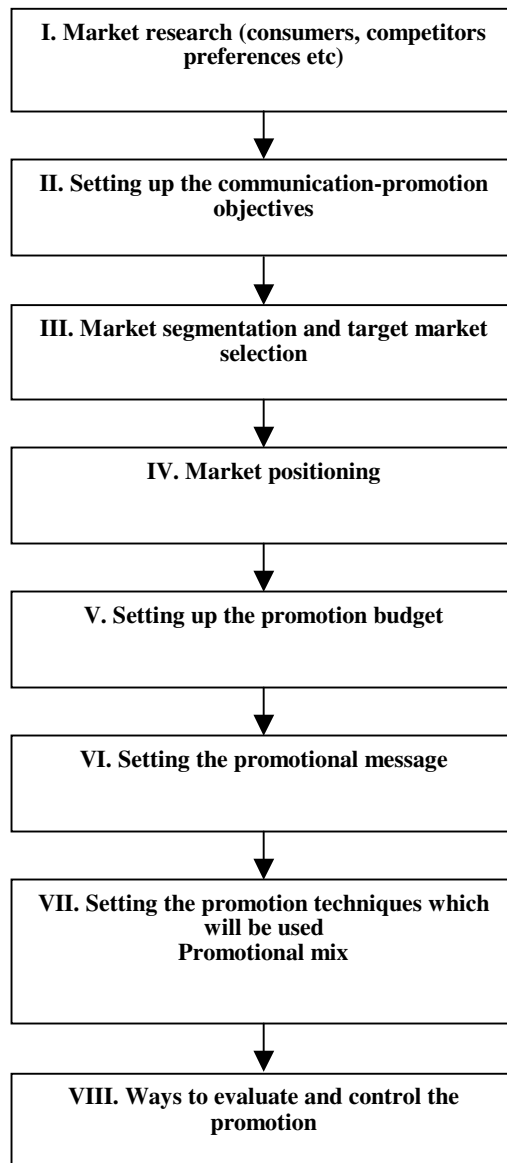 I. Market research (consumers, competitors
preferences etc)
II. Setting up the communication-promotion
objectives
III. Market segmentation and target market
selection
IV. Market positioning
V. Setting up the promotion budget
VI. Setting the promotional message
VII. Setting the promotion techniques which
will be used
Promotional mix
VIII. Ways to evaluate and control the
promotion